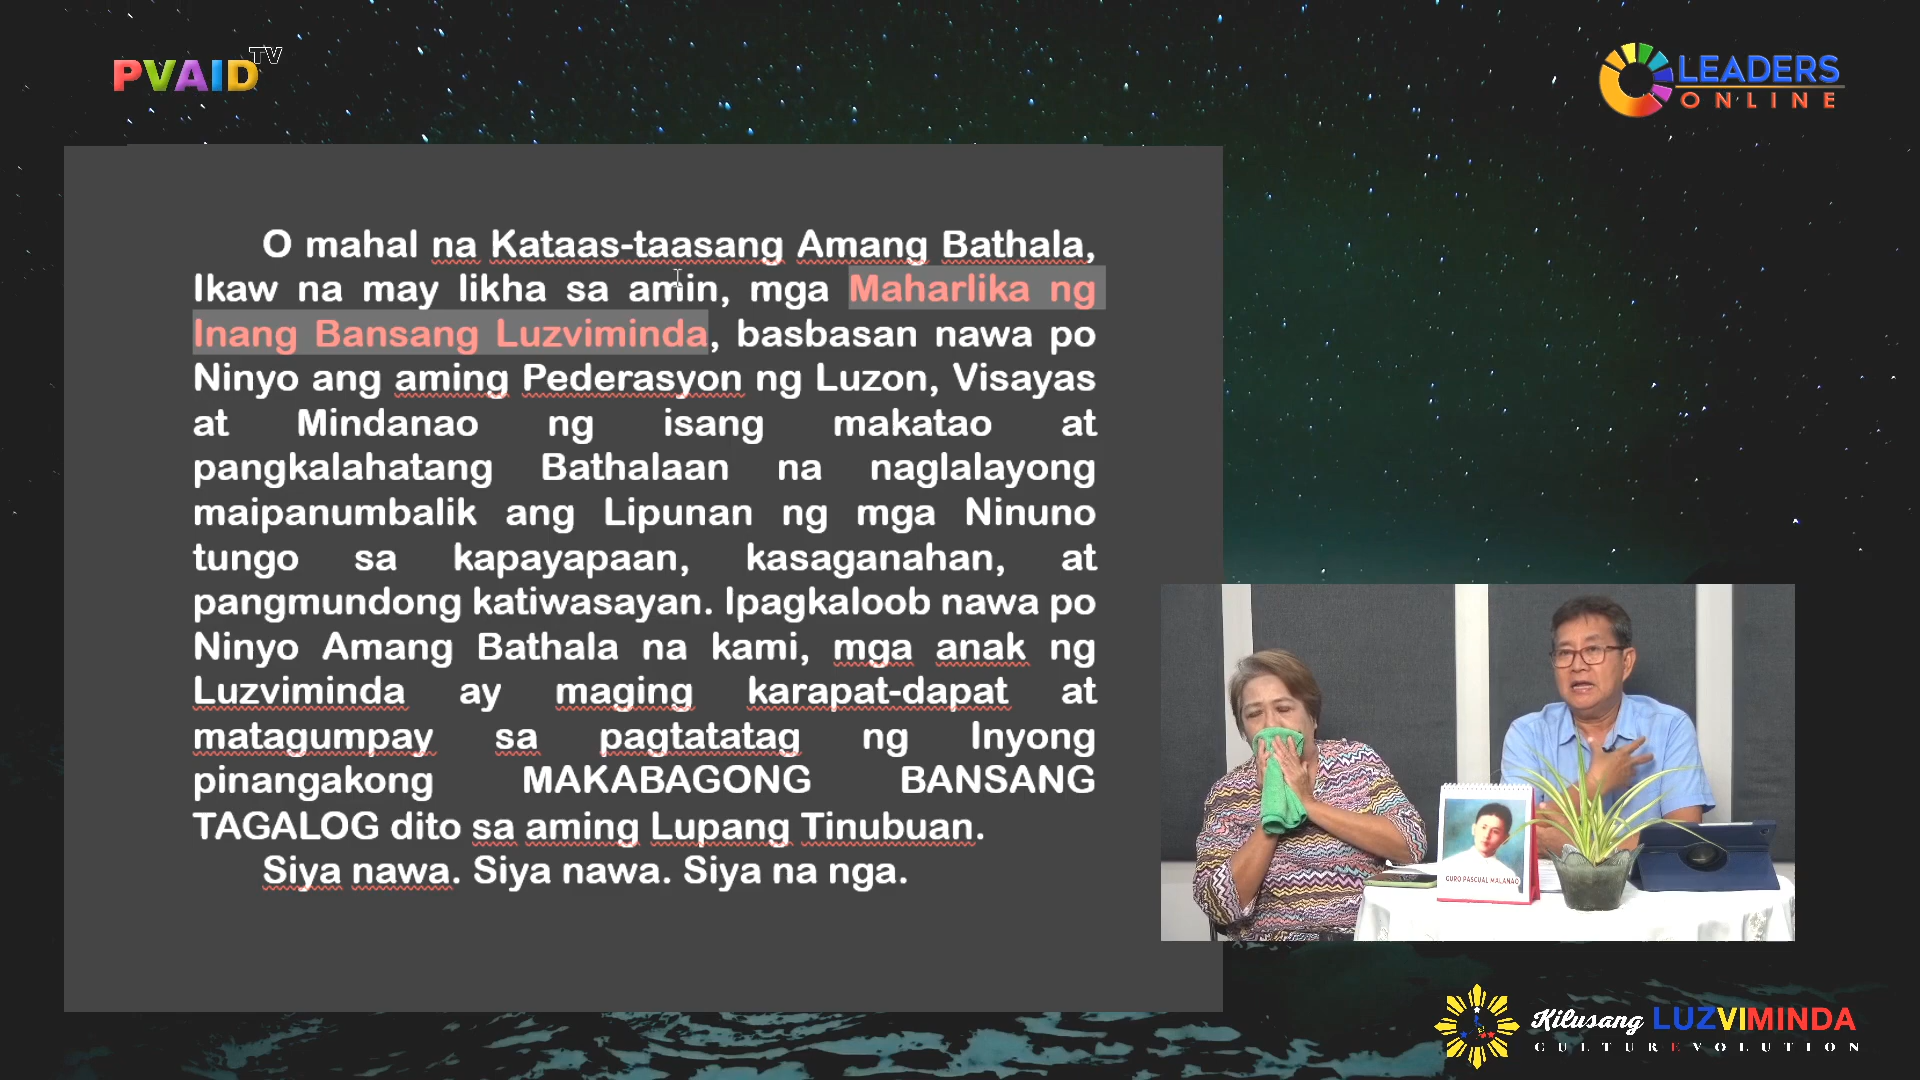 PVAID TV
LEADERS
ONLINE
O mahal na Kataas-taasang Amang Bathala,
Ikaw na may likha sa amin, mga Maharlika ng
Inang Bansang Luzviminda, basbasan nawa po
Ninyo ang aming Pederasyon ng Luzon, Visayas
at Mindanao ng isang makatao at
pangkalahatang Bathalaan na naglalayong
maipanumbalik ang Lipunan ng mga Ninuno
tungo sa kapayapaan, kasaganahan, at
pangmundong katiwasayan. Ipagkaloob nawa po
Ninyo Amang Bathala na kami, mga anak ng
Luzviminda ay maging karapat-dapat at
matagumpay sa pagtatatag ng Inyong
pinangakong MAKABAGONG BANSANG
TAGALOG dito sa aming Lupang Tinubuan.
Siya nawa. Siya nawa. Siya na nga.
GURO PASCUAL MALANAO
Kilusang LUZVIMINDA
CULTUREVOLUTION